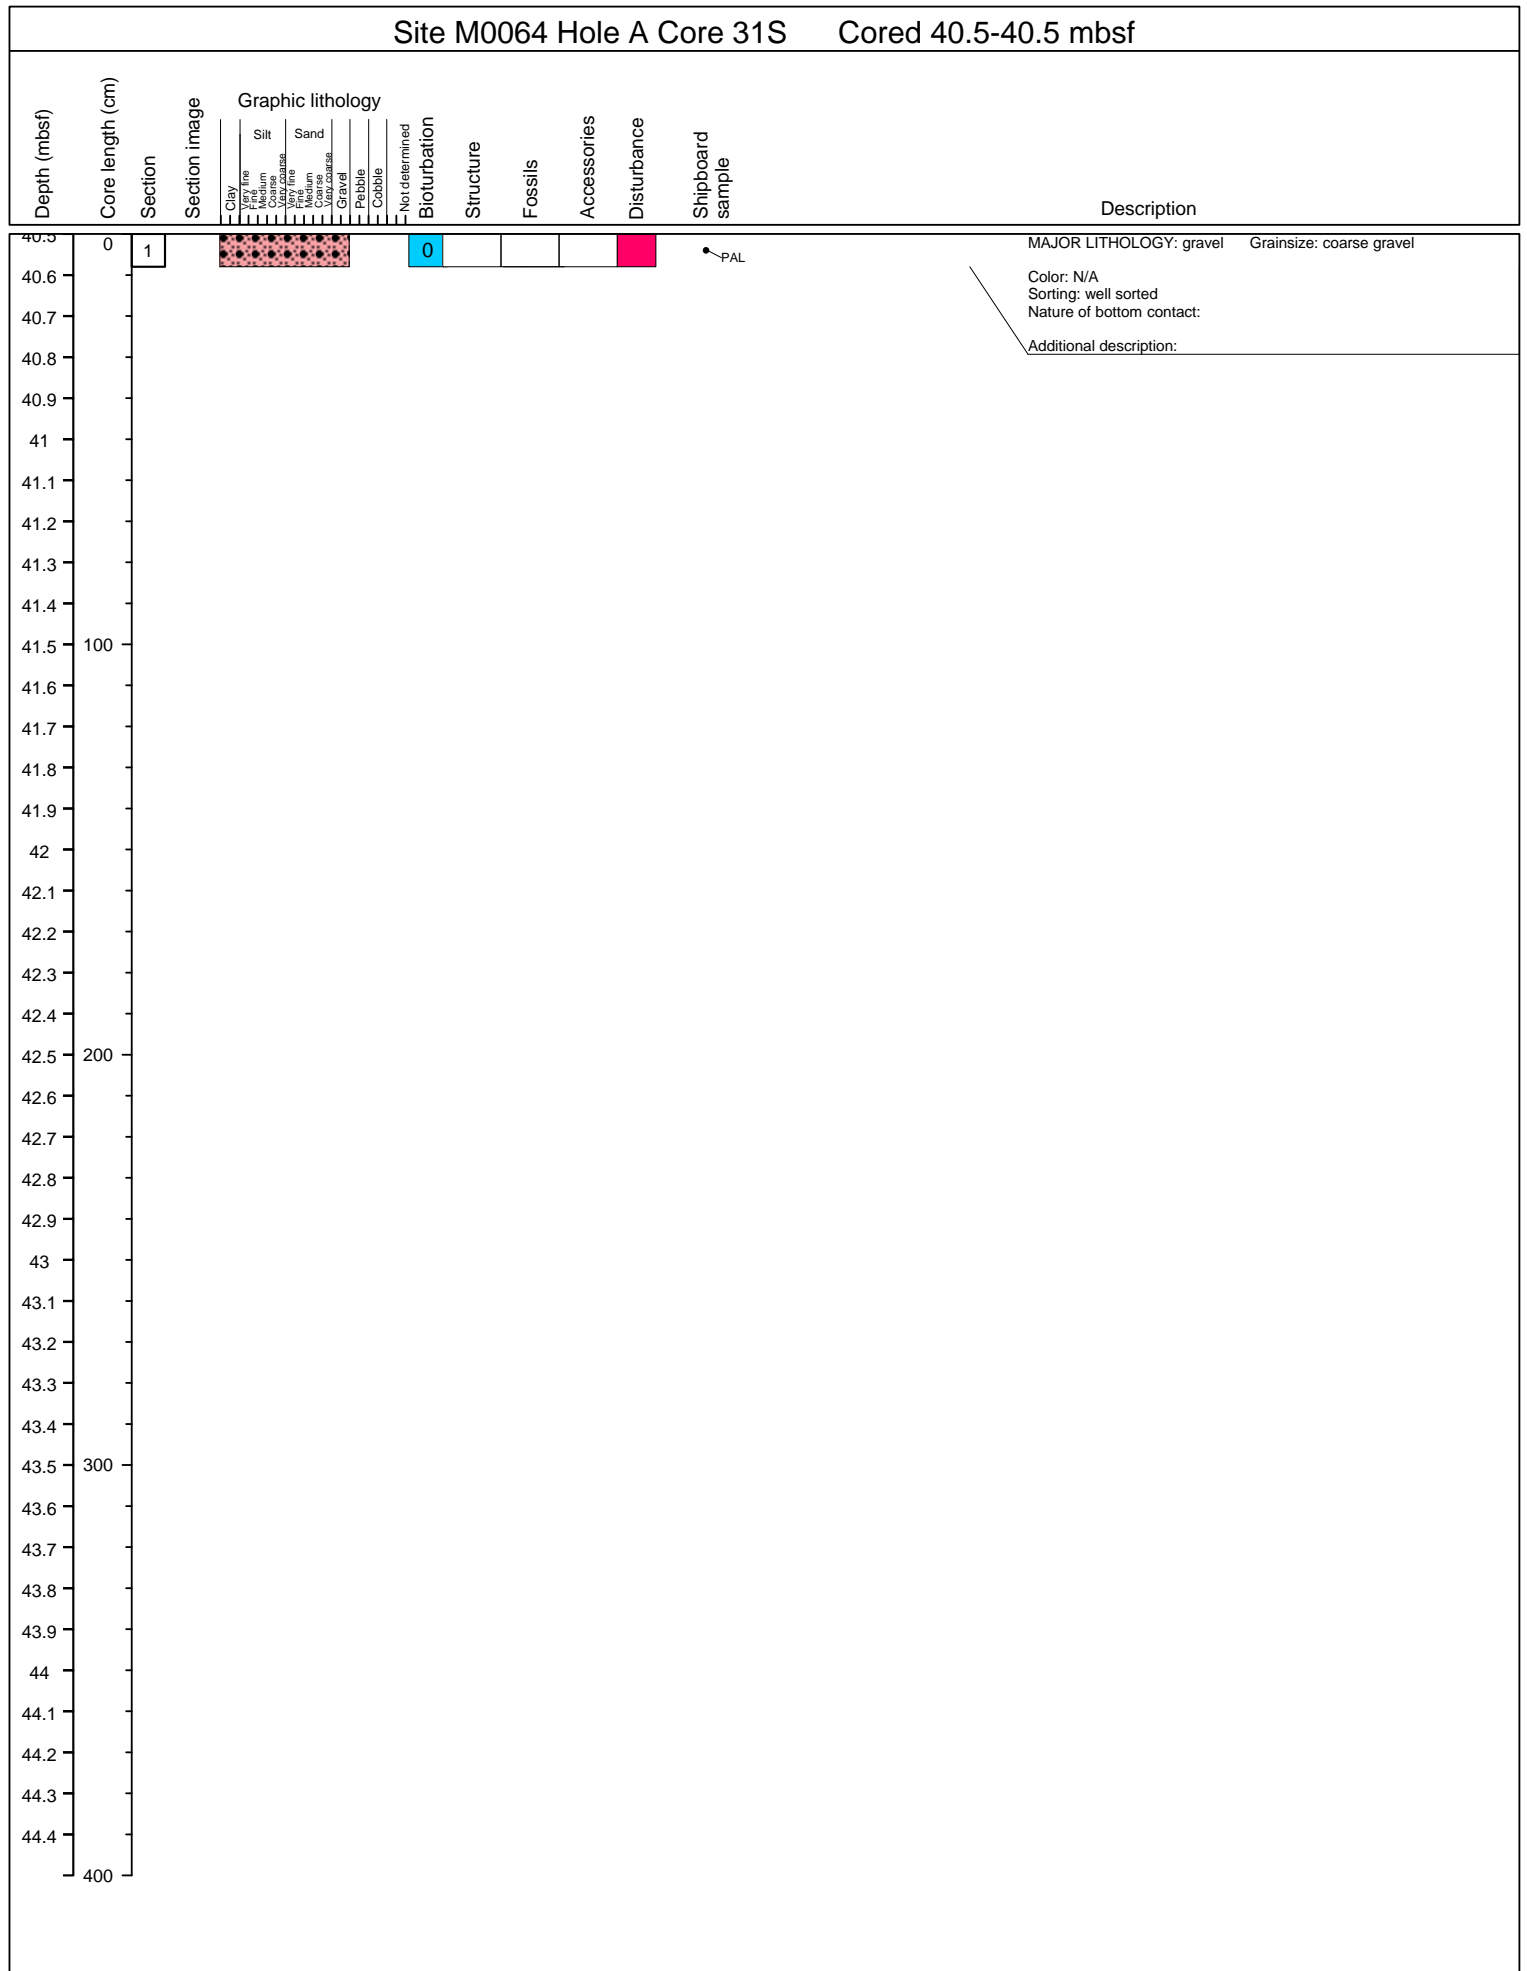 Site M0064 Hole A Core 31S Cored 40.5-40.5 mbsf
Depth (mbsf)
Core length (cm)
Section
Section image
Graphic lithology
Clay
Silt
Very fine
Fine
Medium
Coarse
Very coarse
Sand
Very fine
Fine
Medium
Coarse
Very coarse
Gravel
Pebble
Cobble
Not determined
Bioturbation
Structure
Fossils
Accessories
Disturbance
Shipboard
sample
Description
40.5 0 1 0 PAL
MAJOR LITHOLOGY: gravel Grainsize: coarse gravel
Color: N/A
Sorting: well sorted
Nature of bottom contact:
Additional description:
40.6
40.7
40.8
40.9
41
41.1
41.2
41.3
41.4
41.5 100
41.6
41.7
41.8
41.9
42
42.1
42.2
42.3
42.4
42.5 200
42.6
42.7
42.8
42.9
43
43.1
43.2
43.3
43.4
43.5 300
43.6
43.7
43.8
43.9
44
44.1
44.2
44.3
44.4
400